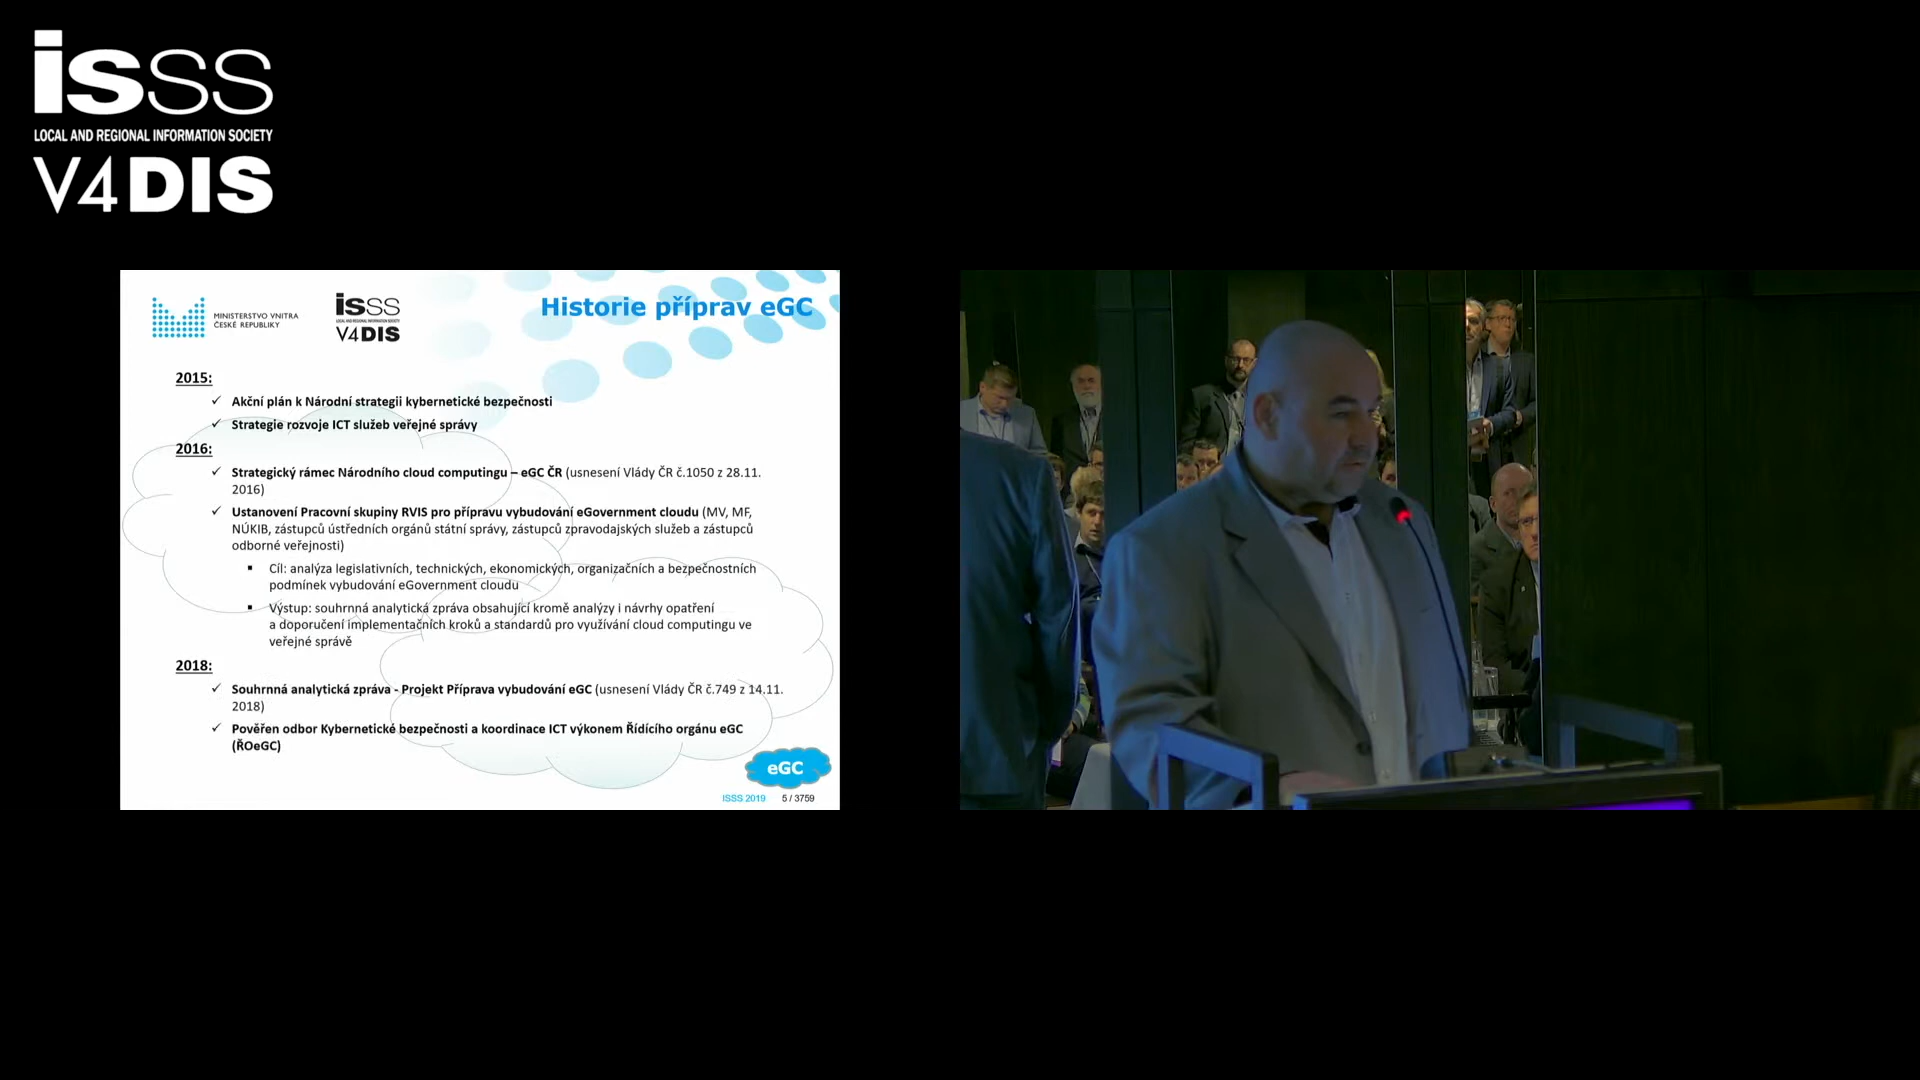 isss
LOCAL AND REGIONAL INFORMATION SOCIETY
V4DIS
MINISTERSTVO VNITRA
ČESKÉ REPUBLIKY
isss
LOCAL AND REGIONAL INFORMATION SOCIETY
V4DIS
Historie příprav eGC
2015:
✓ Akční plán k Národní strategii kybernetické bezpečnosti
✓ Strategie rozvoje ICT služeb veřejné správy
2016:
✓ Strategický rámec Národního cloud computingu – eGC ČR (usnesení Vlády ČR č.1050 z 28.11.
2016)
✓ Ustanovení Pracovní skupiny RVIS pro přípravu vybudování eGovernment cloudu (MV, MF,
NÚKIB, zástupců ústředních orgánů státní správy, zástupců zpravodajských služeb a zástupců
odborné veřejnosti)
▪ Cíl: analýza legislativních, technických, ekonomických, organizačních a bezpečnostních
podmínek vybudování eGovernment cloudu
▪ Výstup: souhrnná analytická zpráva obsahující kromě analýzy i návrhy opatření
a doporučení implementačních kroků a standardů pro využívání cloud computingu ve
veřejné správě
2018:
✓ Souhrnná analytická zpráva - Projekt Příprava vybudování eGC (usnesení Vlády ČR č.749 z 14.11.
2018)
✓ Pověřen odbor Kybernetické bezpečnosti a koordinace ICT výkonem Řídícího orgánu eGC
(ŘOeGC)
eGC
ISSS 2019 5 / 3759